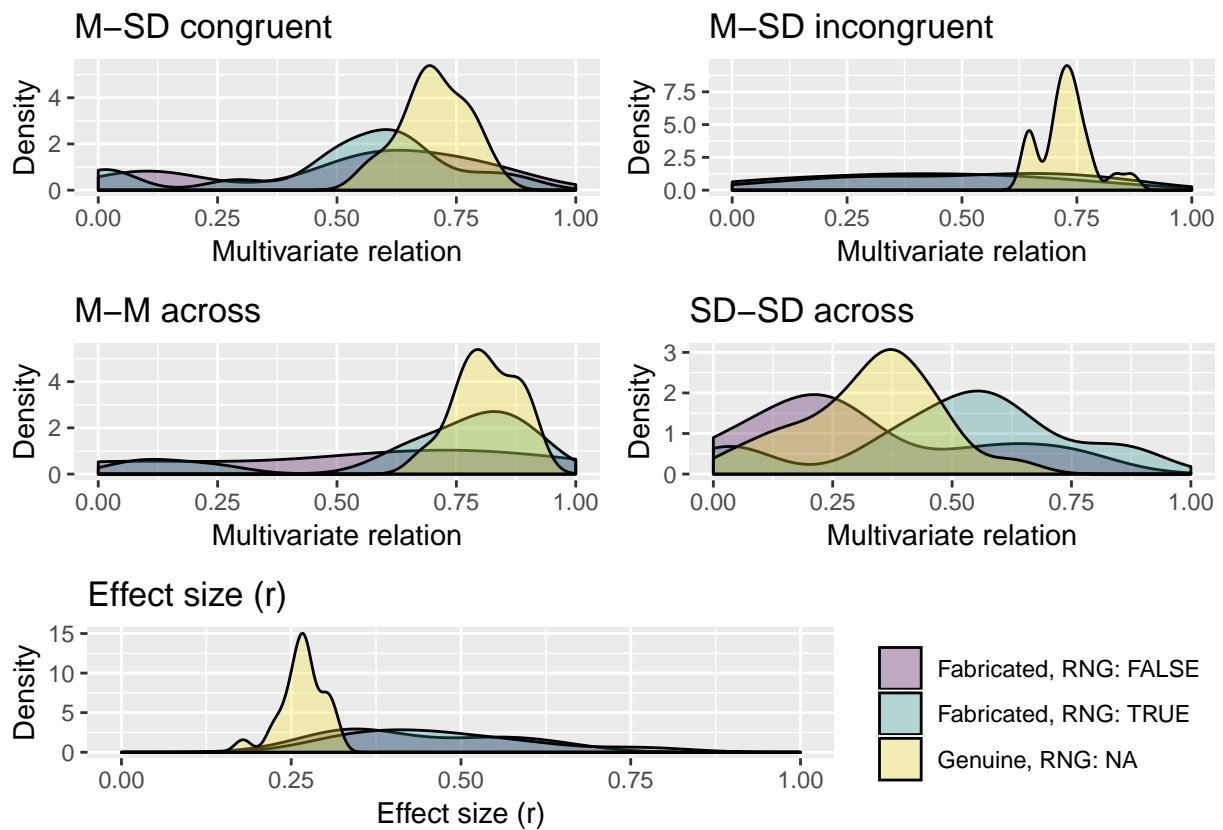 M−SD congruent
Density
4
2
0
0.00 0.25 0.50 0.75 1.00
Multivariate relation
M−SD incongruent
Density
7.5
5.0
2.5
0.0
0.00 0.25 0.50 0.75 1.00
Multivariate relation
M−M across
Density
4
2
0
0.00 0.25 0.50 0.75 1.00
Multivariate relation
SD−SD across
Density
3
2
1
0
0.00 0.25 0.50 0.75 1.00
Multivariate relation
Effect size (r)
Density
15
10
5
0
0.00 0.25 0.50 0.75 1.00
Effect size (r)
Fabricated, RNG: FALSE
Fabricated, RNG: TRUE
Genuine, RNG: NA